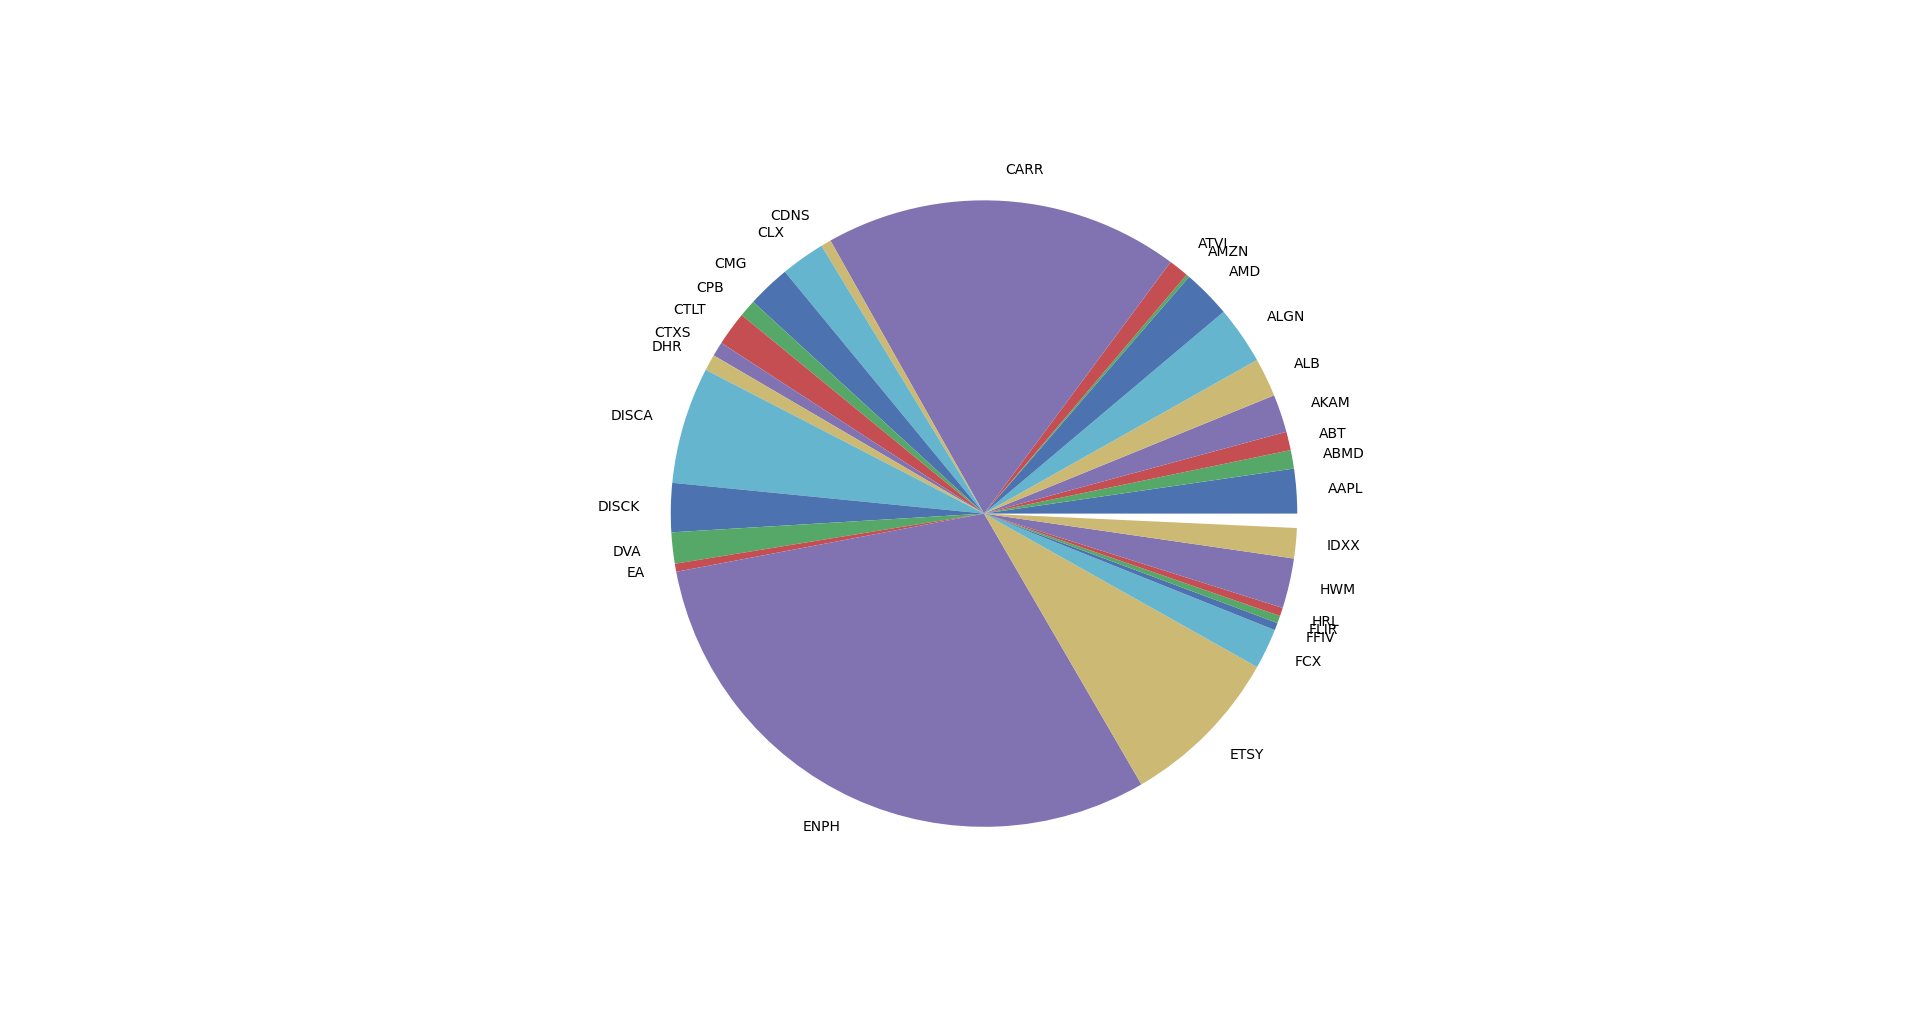 CARR
CDNS
CLX
CMG
CPB
CTLT
CTXS
DHR
DISCA
DISCK
DVA
EA
ENPH
ETSY
FCX
FFIV
FLIR
HRL
HWM
IDXX
AAPL
ABMD
ABT
AKAM
ALB
ALGN
AMD
AMZN
ATVI